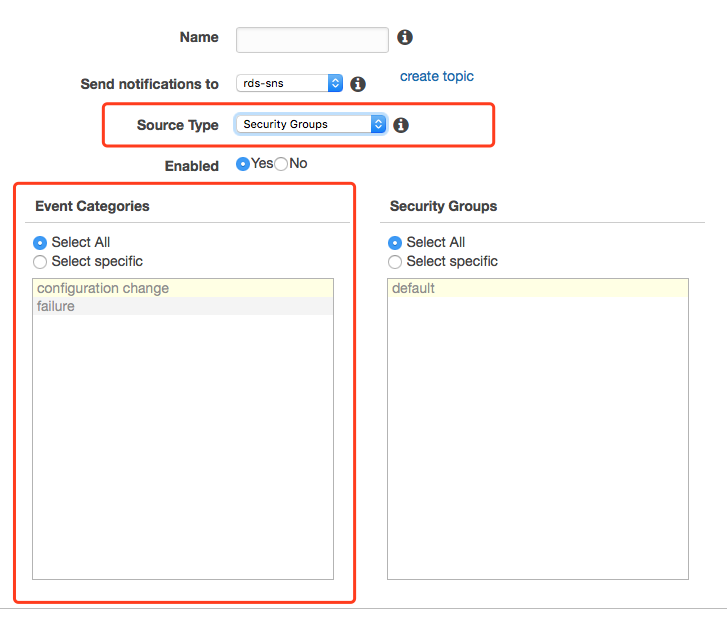 Name
Send notifications to rds-sns create topic
Source Type Security Groups
Enabled Yes No
Event Categories
Select All
Select specific
configuration change
failure
Security Groups
Select All
Select specific
default